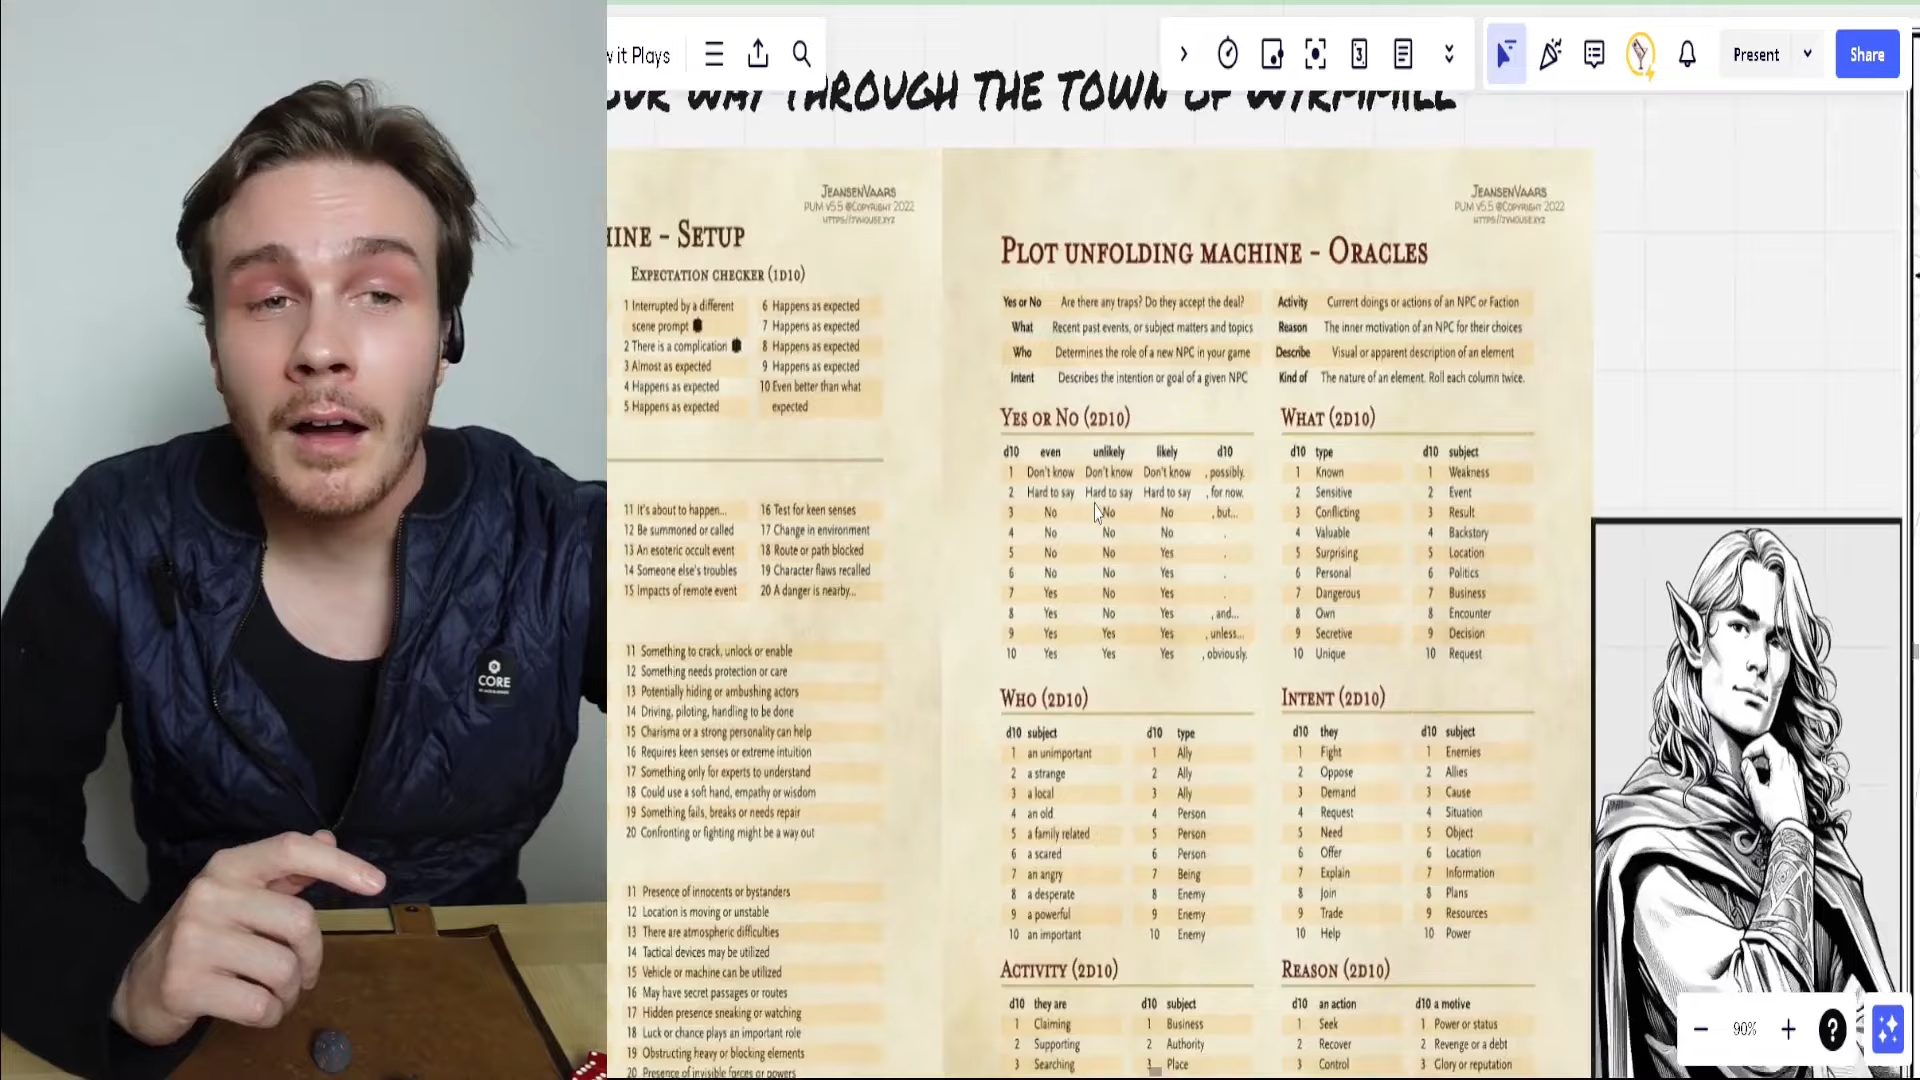 w it Plays
Present
Share
OUR WAY THROUGH THE TOWN OF WYRMMILL
JEANSENVAARS
PUM V5.5 ©COPYRIGHT 2022
HTTPS://JVHOUSE.XYZ
INE - SETUP
EXPECTATION CHECKER (1D10)
1 Interrupted by a different scene prompt
2 There is a complication
3 Almost as expected
4 Happens as expected
5 Happens as expected
6 Happens as expected
7 Happens as expected
8 Happens as expected
9 Happens as expected
10 Even better than what expected
11 It's about to happen...
12 Be summoned or called
13 An esoteric occult event
14 Someone else's troubles
15 Impacts of remote event
16 Test for keen senses
17 Change in environment
18 Route or path blocked
19 Character flaws recalled
20 A danger is nearby...
11 Something to crack, unlock or enable
12 Something needs protection or care
13 Potentially hiding or ambushing actors
14 Driving, piloting, handling to be done
15 Charisma or a strong personality can help
16 Requires keen senses or extreme intuition
17 Something only for experts to understand
18 Could use a soft hand, empathy or wisdom
19 Something fails, breaks or needs repair
20 Confronting or fighting might be a way out
11 Presence of innocents or bystanders
12 Location is moving or unstable
13 There are atmospheric difficulties
14 Tactical devices may be utilized
15 Vehicle or machine can be utilized
16 May have secret passages or routes
17 Hidden presence sneaking or watching
18 Luck or chance plays an important role
19 Obstructing heavy or blocking elements
20 Presence of invisible forces or powers
JEANSENVAARS
PUM V5.5 ©COPYRIGHT 2022
HTTPS://JVHOUSE.XYZ
PLOT UNFOLDING MACHINE - ORACLES
Yes or No Are there any traps? Do they accept the deal?
What Recent past events, or subject matters and topics
Who Determines the role of a new NPC in your game
Intent Describes the intention or goal of a given NPC
Activity Current doings or actions of an NPC or Faction
Reason The inner motivation of an NPC for their choices
Describe Visual or apparent description of an element
Kind of The nature of an element. Roll each column twice.
YES OR NO (2D10)
d10 even unlikely likely d10
1 Don't know Don't know Don't know , possibly.
2 Hard to say Hard to say Hard to say , for now.
3 No No No , but...
4 No No No .
5 No No Yes .
6 No No Yes .
7 Yes No Yes .
8 Yes No Yes , and...
9 Yes Yes Yes , unless...
10 Yes Yes Yes , obviously.
WHAT (2D10)
d10 type d10 subject
1 Known 1 Weakness
2 Sensitive 2 Event
3 Conflicting 3 Result
4 Valuable 4 Backstory
5 Surprising 5 Location
6 Personal 6 Politics
7 Dangerous 7 Business
8 Own 8 Encounter
9 Secretive 9 Decision
10 Unique 10 Request
WHO (2D10)
d10 subject d10 type
1 an unimportant 1 Ally
2 a strange 2 Ally
3 a local 3 Ally
4 an old 4 Person
5 a family related 5 Person
6 a scared 6 Person
7 an angry 7 Being
8 a desperate 8 Enemy
9 a powerful 9 Enemy
10 an important 10 Enemy
INTENT (2D10)
d10 they d10 subject
1 Fight 1 Enemies
2 Oppose 2 Allies
3 Demand 3 Cause
4 Request 4 Situation
5 Need 5 Object
6 Offer 6 Location
7 Explain 7 Information
8 Join 8 Plans
9 Trade 9 Resources
10 Help 10 Power
ACTIVITY (2D10)
d10 they are d10 subject
1 Claiming 1 Business
2 Supporting 2 Authority
3 Searching 3 Place
REASON (2D10)
d10 an action d10 a motive
1 Seek 1 Power or status
2 Recover 2 Revenge or a debt
3 Control 3 Glory or reputation
CORE
90%